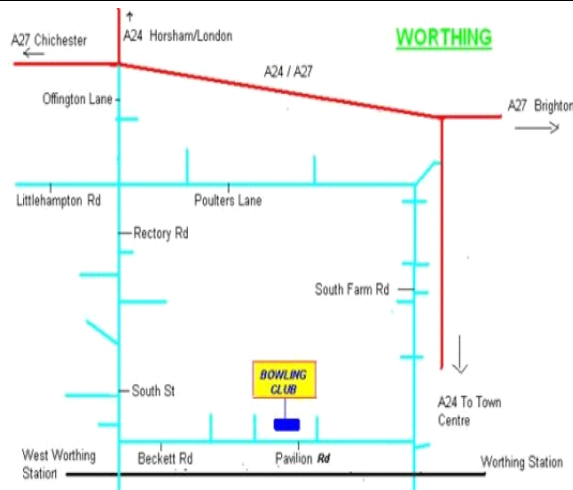 A27 Chichester
A24 Horsham/London
WORTHING
A24 / A27
Offington Lane
A27 Brighton
Littlehampton Rd
Poulters Lane
Rectory Rd
South Farm Rd
BOWLING
CLUB
South St
A24 To Town
Centre
West Worthing
Station
Beckett Rd
Pavilion Rd
Worthing Station